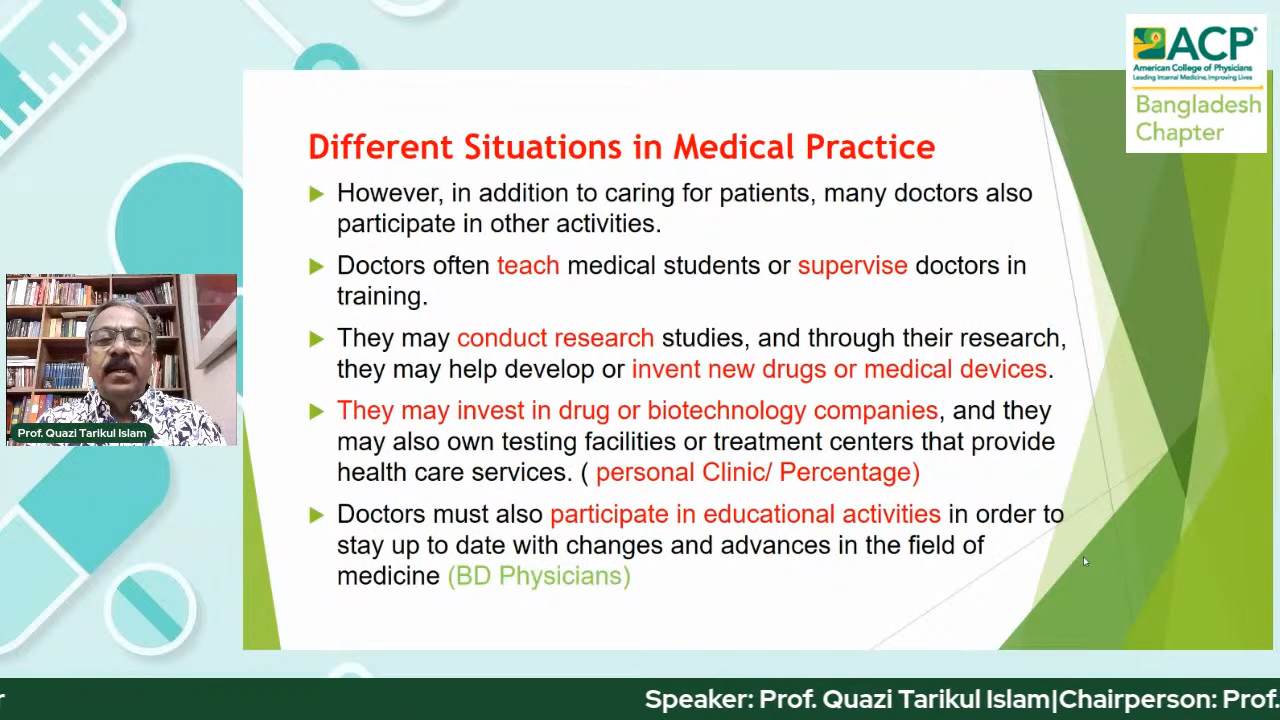 ACP®
American College of Physicians
Leading Internal Medicine, Improving Lives
Bangladesh
Chapter
Different Situations in Medical Practice
However, in addition to caring for patients, many doctors also
participate in other activities.
Doctors often teach medical students or supervise doctors in
training.
They may conduct research studies, and through their research,
they may help develop or invent new drugs or medical devices.
They may invest in drug or biotechnology companies, and they
may also own testing facilities or treatment centers that provide
health care services. ( personal Clinic/ Percentage)
Doctors must also participate in educational activities in order to
stay up to date with changes and advances in the field of
medicine (BD Physicians)
Prof. Quazi Tarikul Islam
r Speaker: Prof. Quazi Tarikul Islam|Chairperson: Prof.